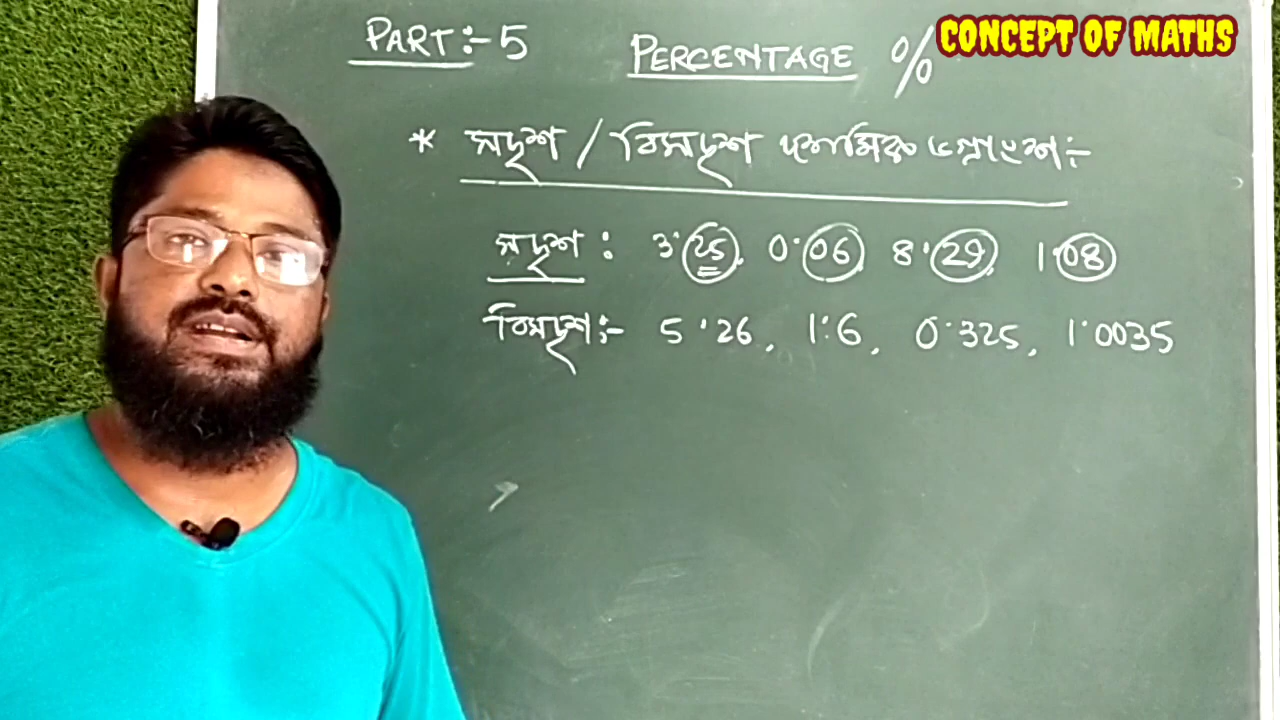 PART:- 5
PERCENTAGE %
CONCEPT OF MATHS
* সদৃশ / বিসদৃশ দশমিক ভগ্নাংশ:-
সদৃশ : 3·25, 0·06 8·29, 1·08
বিসদৃশ:- 5·26, 1·6, 0·325, 1·0035